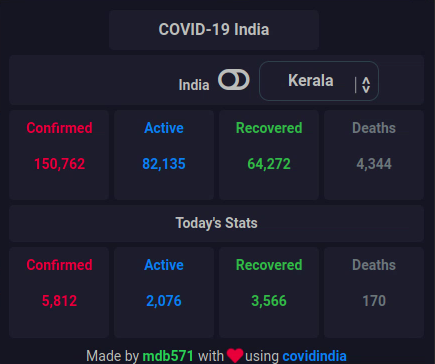 COVID-19 India
India Kerala
Confirmed Active Recovered Deaths
150,762 82,135 64,272 4,344
Today's Stats
Confirmed Active Recovered Deaths
5,812 2,076 3,566 170
Made by mdb571 with ❤ using covidindia